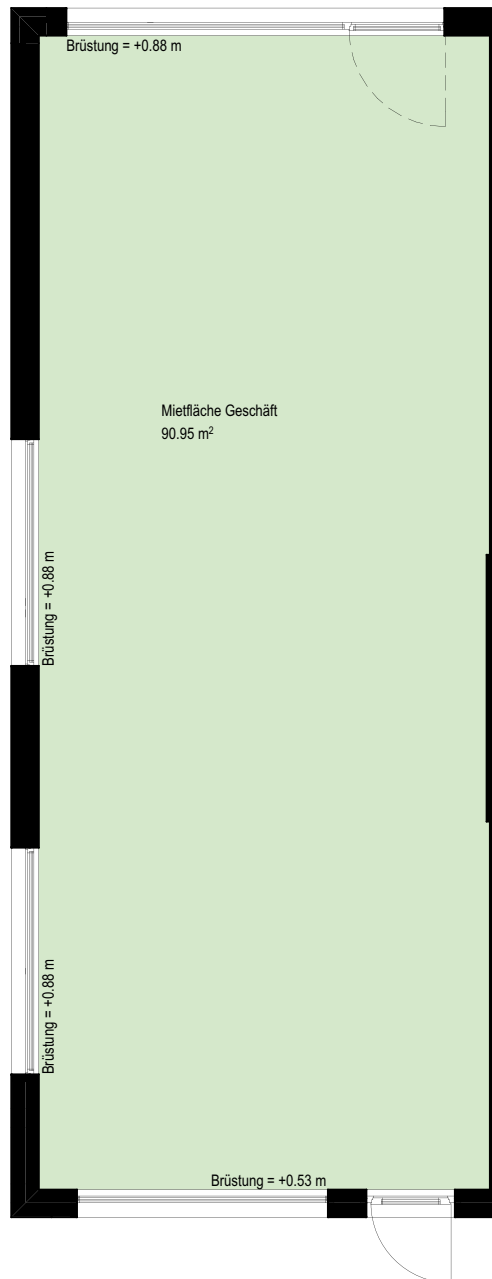 Brüstung = +0.88 m
Mietfläche Geschäft
90.95 m²
Brüstung = +0.88 m
Brüstung = +0.88 m
Brüstung = +0.53 m